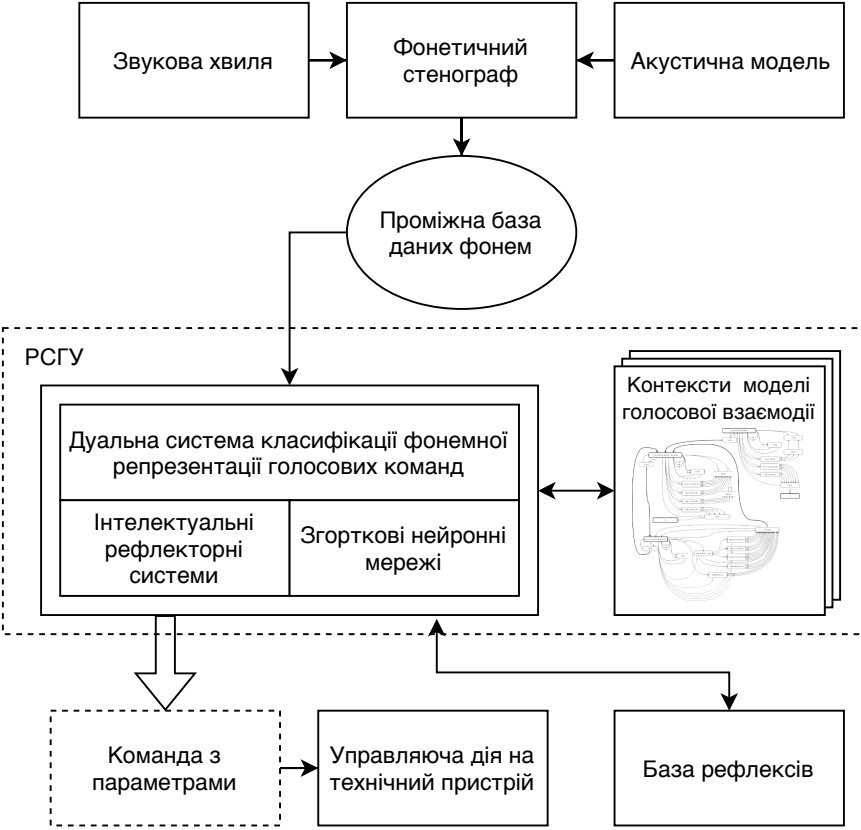 Звукова хвиля
Фонетичний
стенограф
Акустична модель
Проміжна база
даних фонем
РСГУ
Контексти моделі
голосової взаємодії
Дуальна система класифікації фонемної
репрезентації голосових команд
Інтелектуальні
рефлекторні
системи
Згорткові нейронні
мережі
Команда з
параметрами
Управляюча дія на
технічний пристрій
База рефлексів